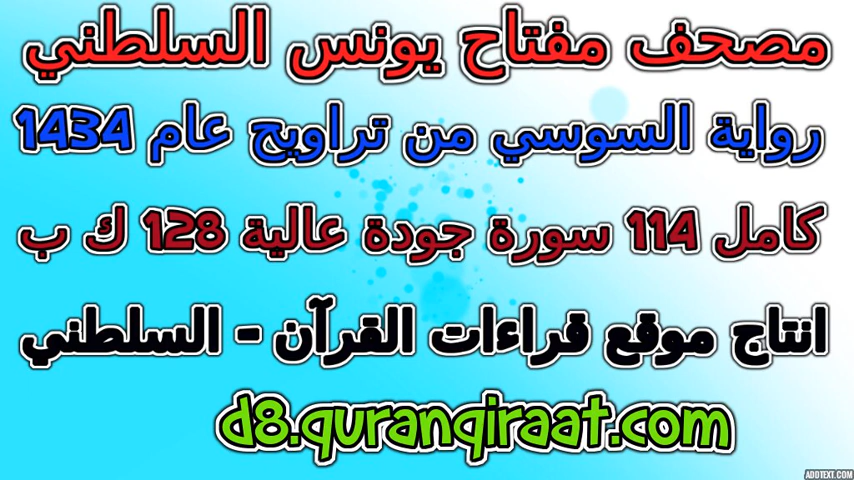 مصحف مفتاح يونس السلطني
رواية السوسي من تراويح عام 1434
كامل 114 سورة جودة عالية 128 ك ب
انتاج موقع قراءات القرآن - السلطني
d8.quranqiraat.com
ADDTEXT.COM